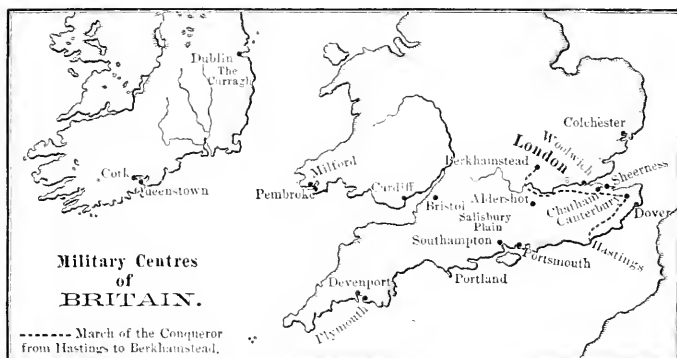 Dublin
The
Curragh
Cork
Queenstown
Milford
Pembroke
Cardiff
Bristol
Berkhamstead
London
Woolwich
Colchester
Sheerness
Chatham
Canterbury
Dover
Aldershot
Salisbury
Plain
Southampton
Portsmouth
Hastings
Portland
Devenport
Plymouth
Military Centres
of
BRITAIN.
March of the Conqueror
from Hastings to Berkhamstead.